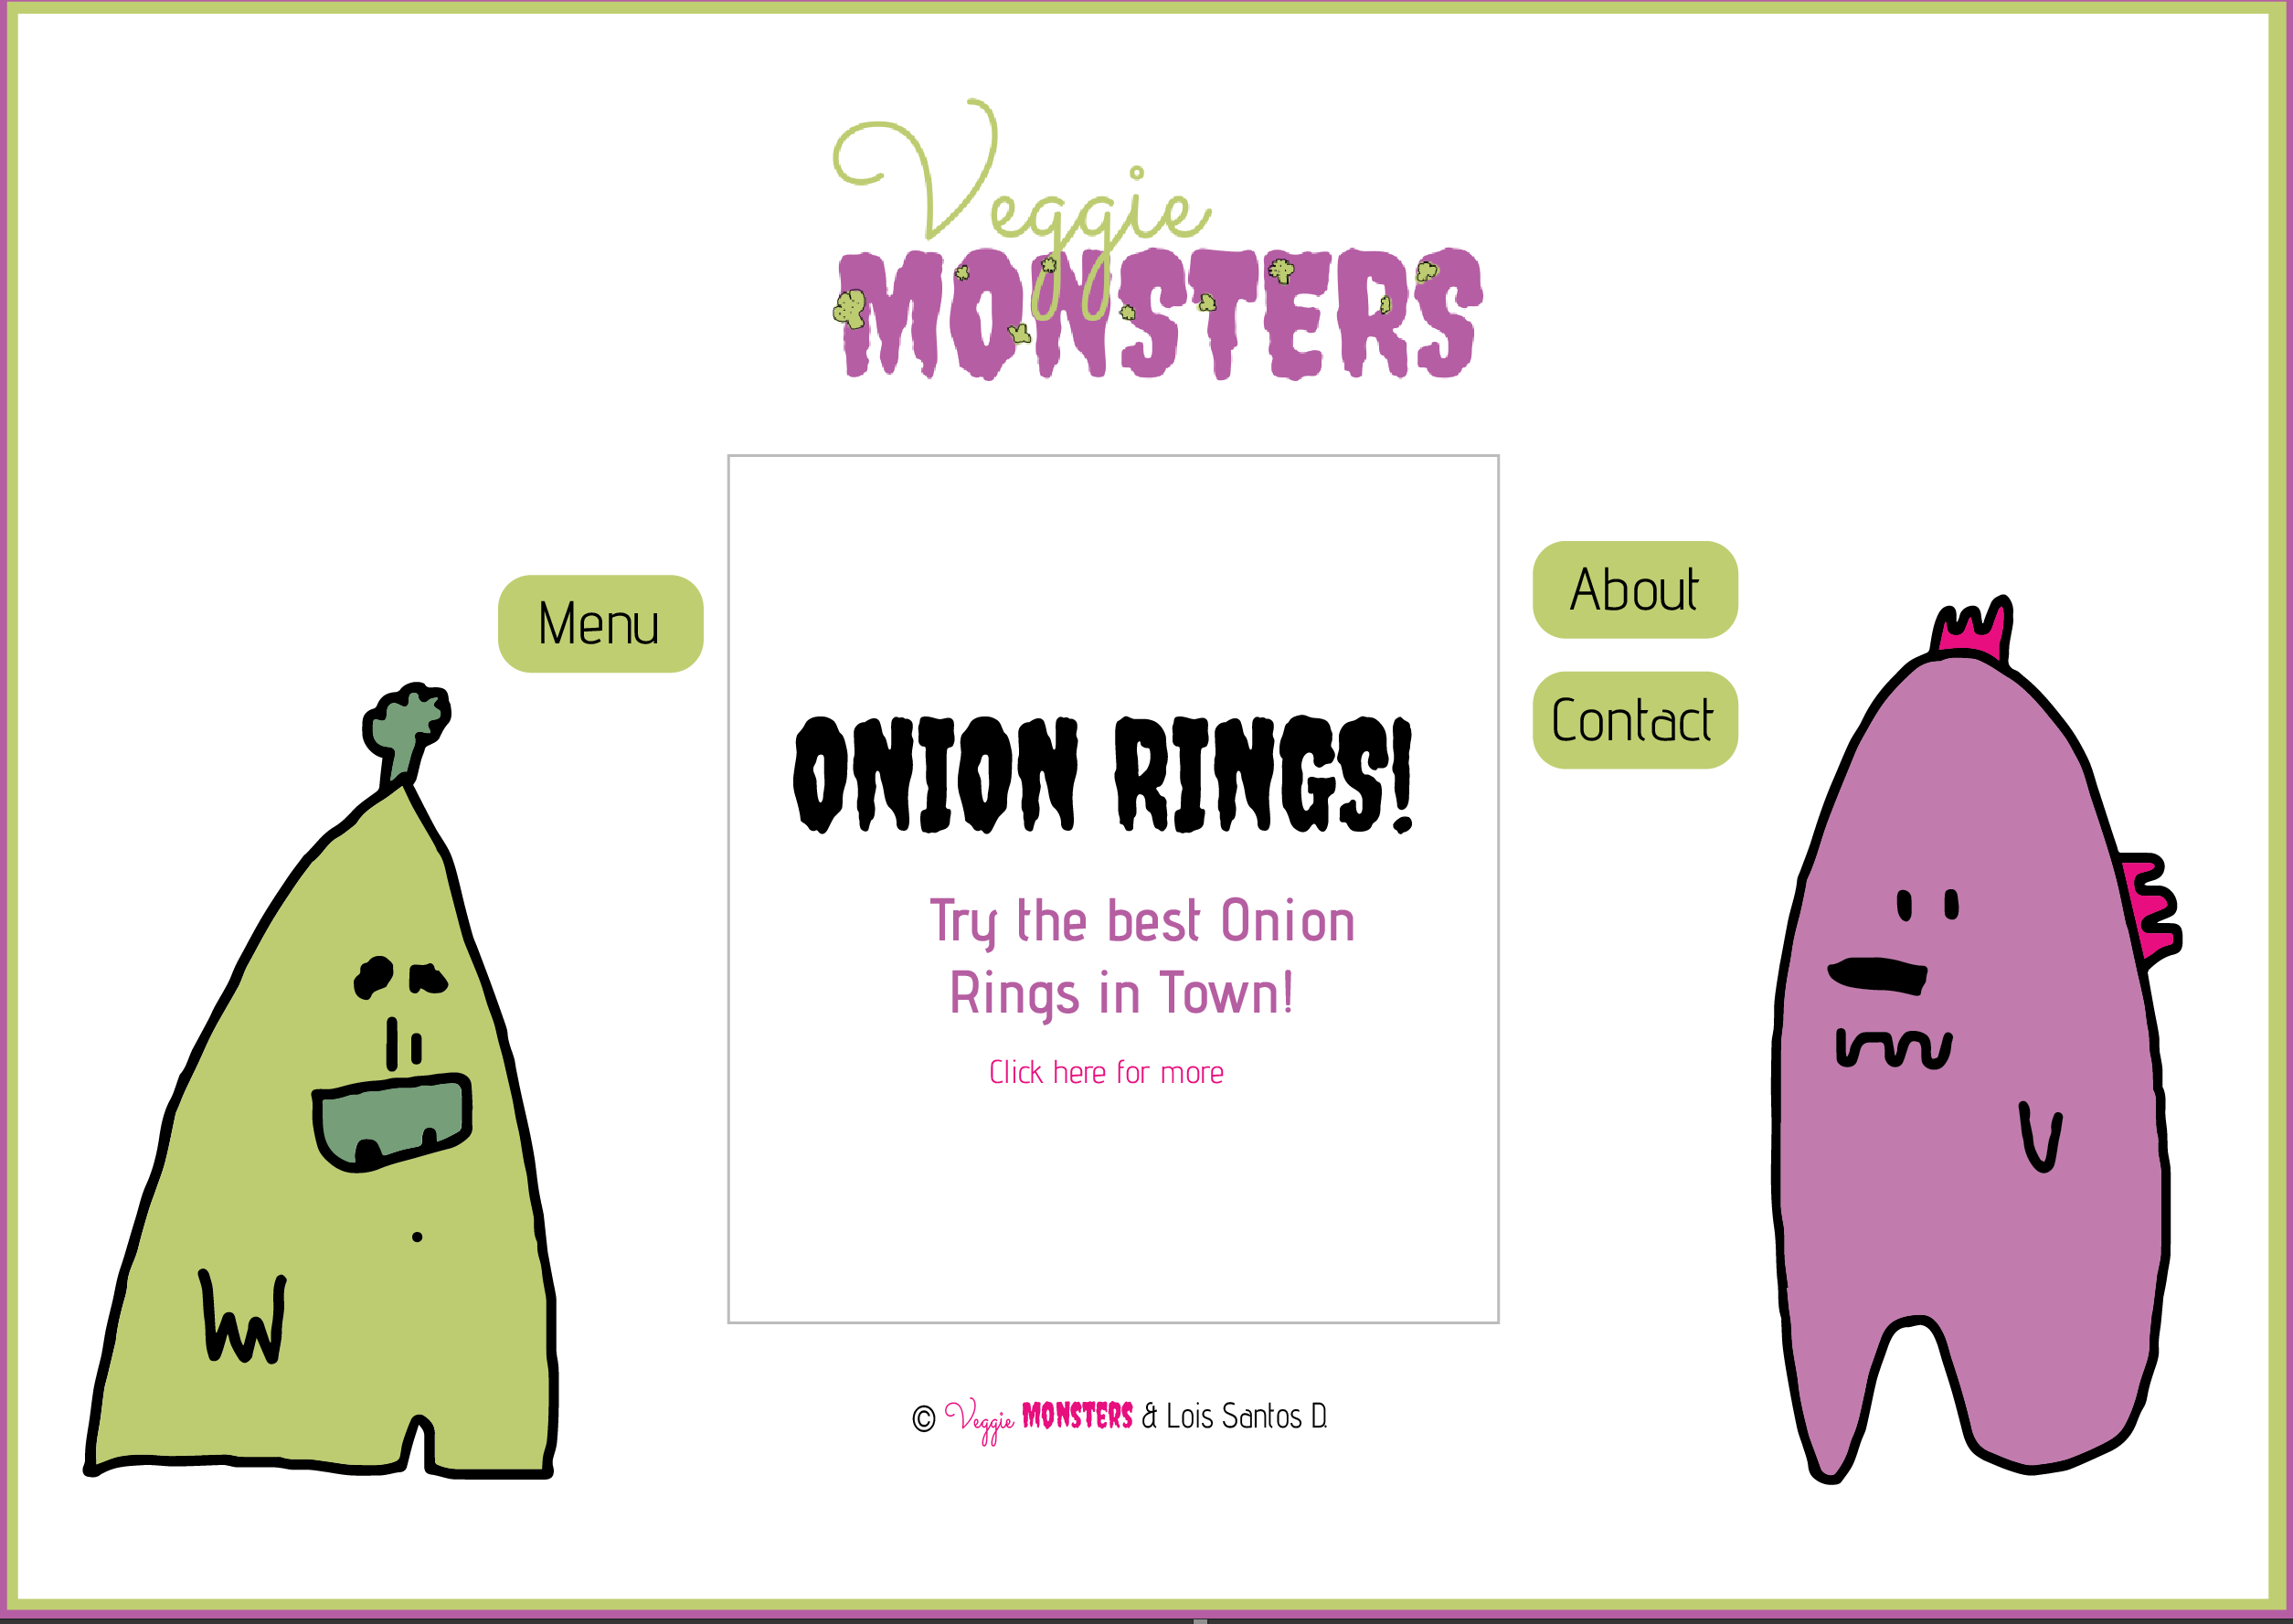 Veggie
MONSTERS
Menu
About
Contact
ONION RINGS!
Try the best Onion
Rings in Town!
Click here for more
© Veggie MONSTERS & Lois Santos D.